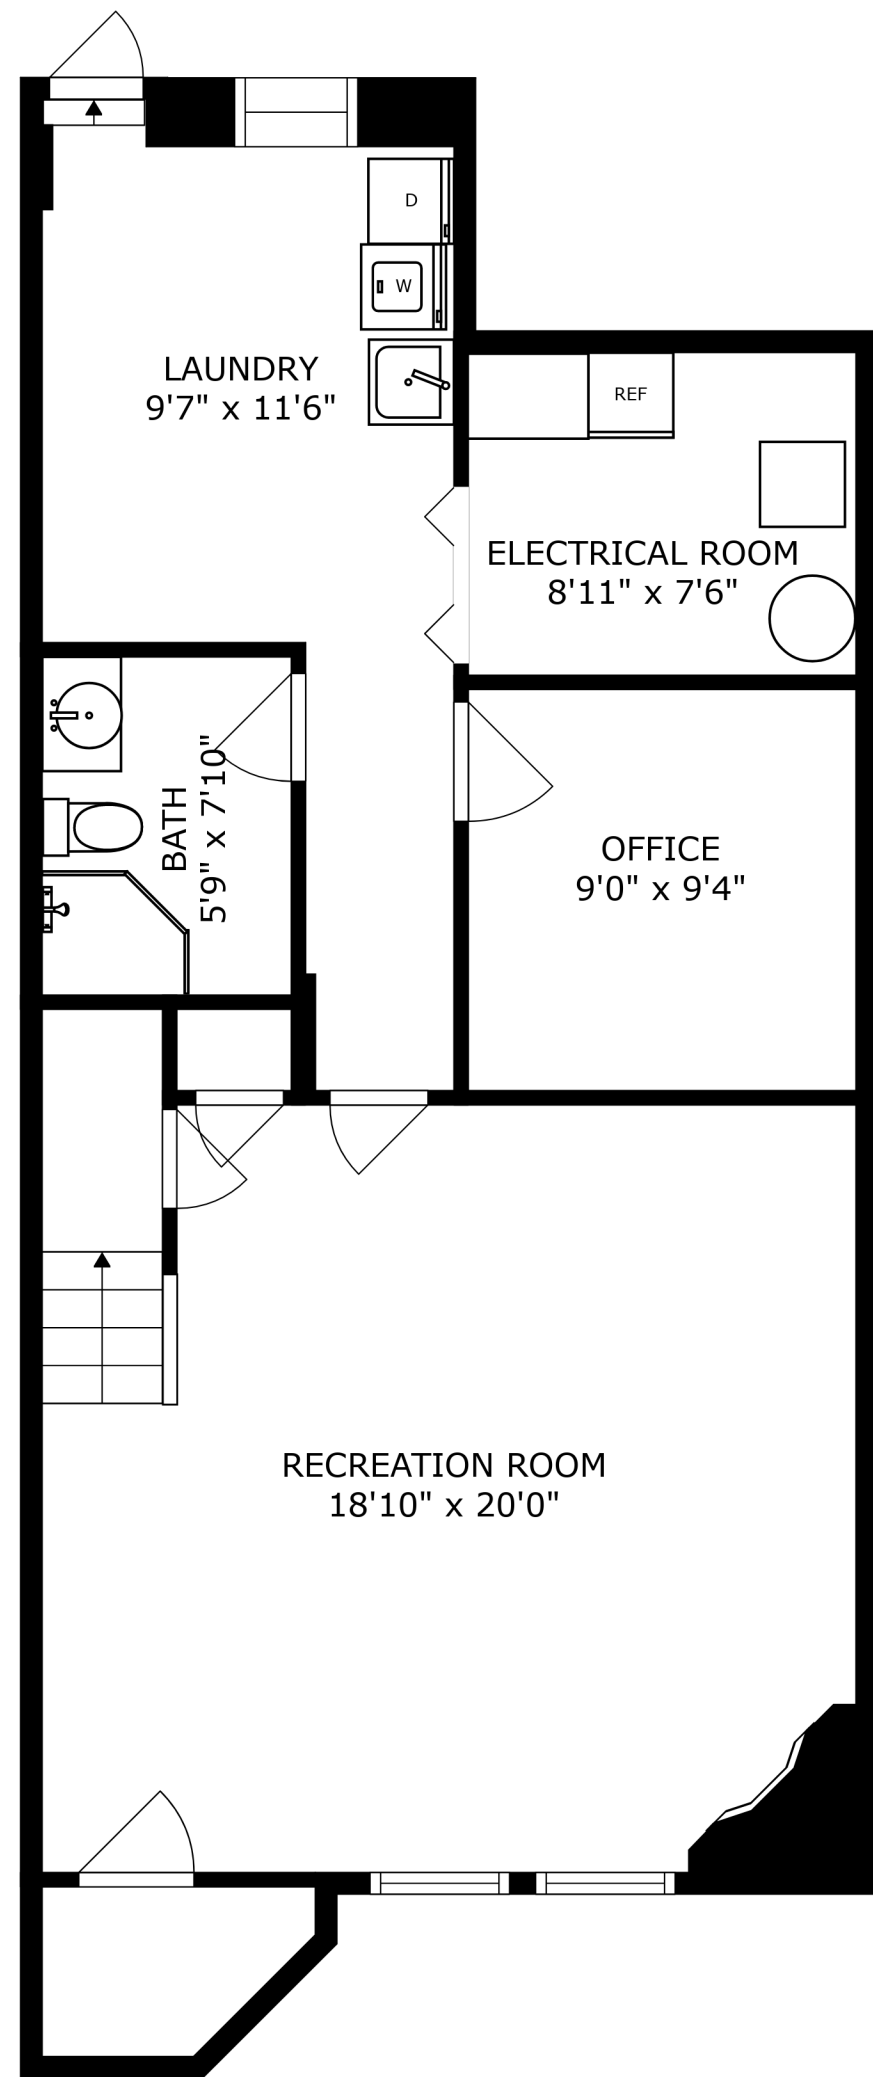 D
W
LAUNDRY
9'7" x 11'6"
REF
ELECTRICAL ROOM
8'11" x 7'6"
BATH
5'9" x 7'10"
OFFICE
9'0" x 9'4"
RECREATION ROOM
18'10" x 20'0"